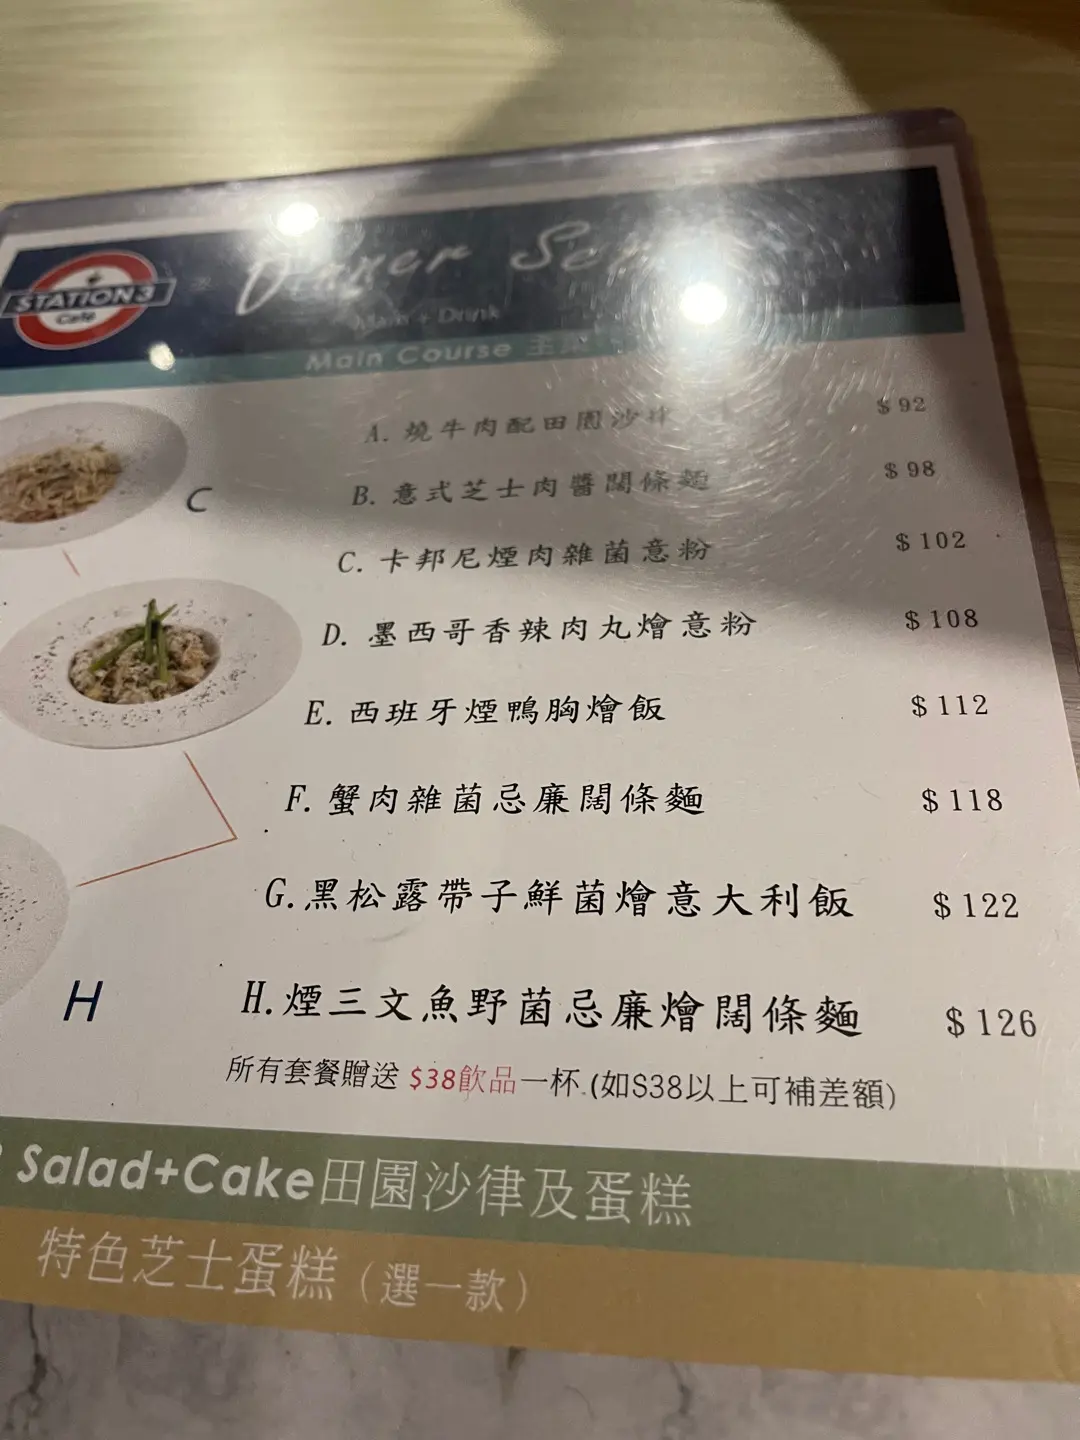 STATION3
Café
Dinner Set
Main + Drink
Main Course 主
A. 燒牛肉配田園沙律 $92
B. 意式芝士肉醬闊條麵 $98
C
C. 卡邦尼煙肉雜菌意粉 $102
D. 墨西哥香辣肉丸燴意粉 $108
E. 西班牙煙鴨胸燴飯 $112
F. 蟹肉雜菌忌廉闊條麵 $118
G. 黑松露帶子鮮菌燴意大利飯 $122
H
H. 煙三文魚野菌忌廉燴闊條麵 $126
所有套餐贈送 $38飲品一杯.(如$38以上可補差額)
Salad+Cake田園沙律及蛋糕
特色芝士蛋糕（選一款）